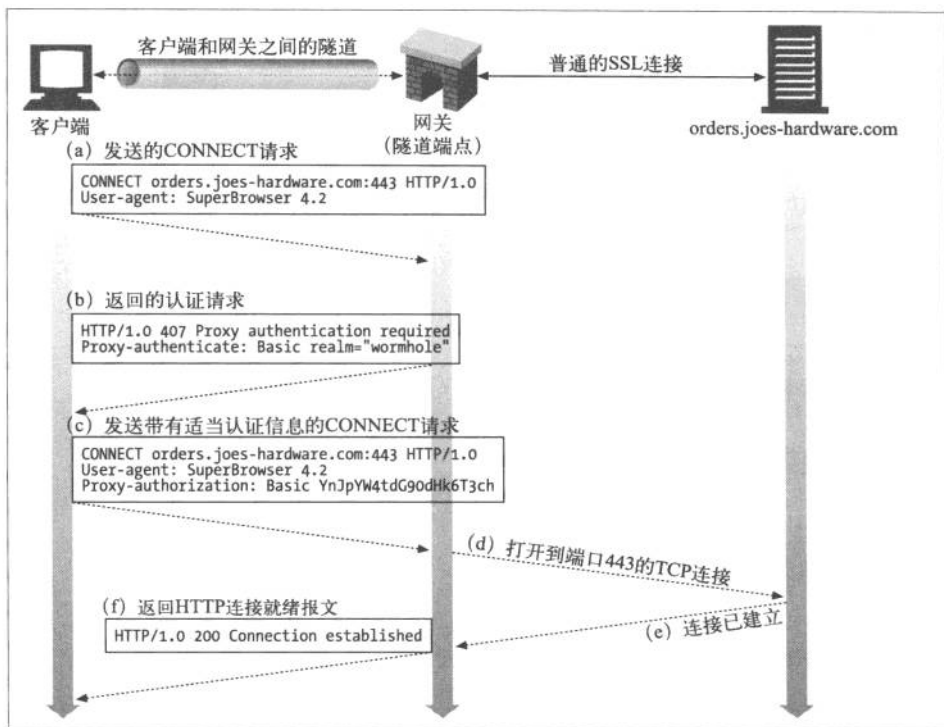 客户端和网关之间的隧道
普通的SSL连接
客户端
网关
(隧道端点)
orders.joes-hardware.com
(a) 发送的CONNECT请求
CONNECT orders.joes-hardware.com:443 HTTP/1.0
User-agent: SuperBrowser 4.2
(b) 返回的认证请求
HTTP/1.0 407 Proxy authentication required
Proxy-authenticate: Basic realm="wormhole"
(c) 发送带有适当认证信息的CONNECT请求
CONNECT orders.joes-hardware.com:443 HTTP/1.0
User-agent: SuperBrowser 4.2
Proxy-authorization: Basic YnJpYW4tdG90dHk6T3ch
(d) 打开到端口443的TCP连接
(e) 连接已建立
(f) 返回HTTP连接就绪报文
HTTP/1.0 200 Connection established